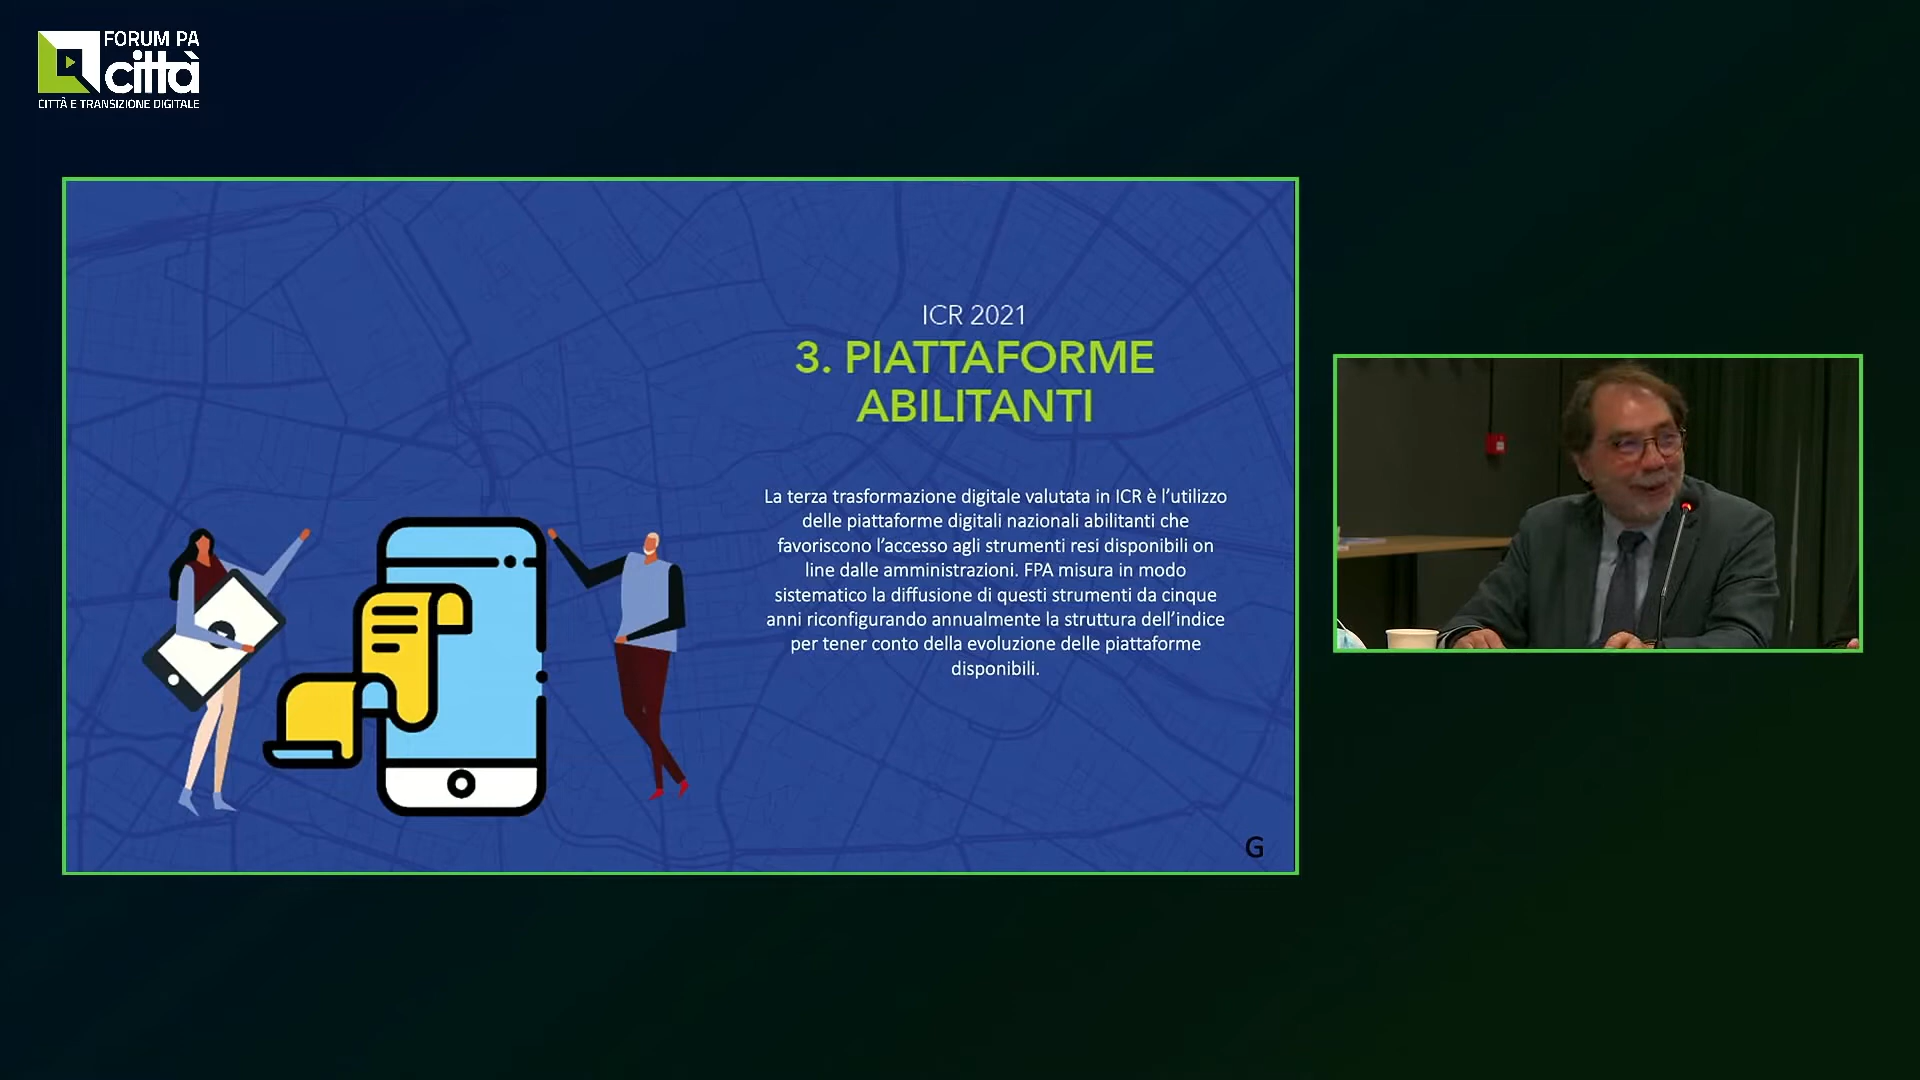 FORUM PA
città
CITTÀ E TRANSIZIONE DIGITALE
ICR 2021
3. PIATTAFORME
ABILITANTI
La terza trasformazione digitale valutata in ICR è l’utilizzo
delle piattaforme digitali nazionali abilitanti che
favoriscono l’accesso agli strumenti resi disponibili on
line dalle amministrazioni. FPA misura in modo
sistematico la diffusione di questi strumenti da cinque
anni riconfigurando annualmente la struttura dell’indice
per tener conto della evoluzione delle piattaforme
disponibili.
G